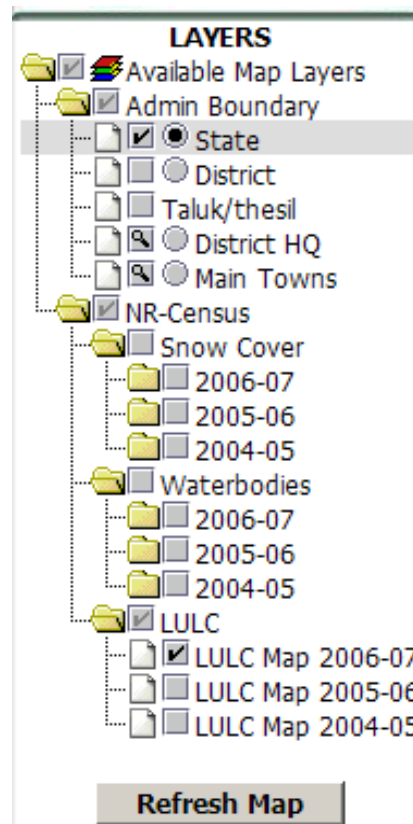 LAYERS
Available Map Layers
Admin Boundary
State
District
Taluk/thesil
District HQ
Main Towns
NR-Census
Snow Cover
2006-07
2005-06
2004-05
Waterbodies
2006-07
2005-06
2004-05
LULC
LULC Map 2006-07
LULC Map 2005-06
LULC Map 2004-05
Refresh Map